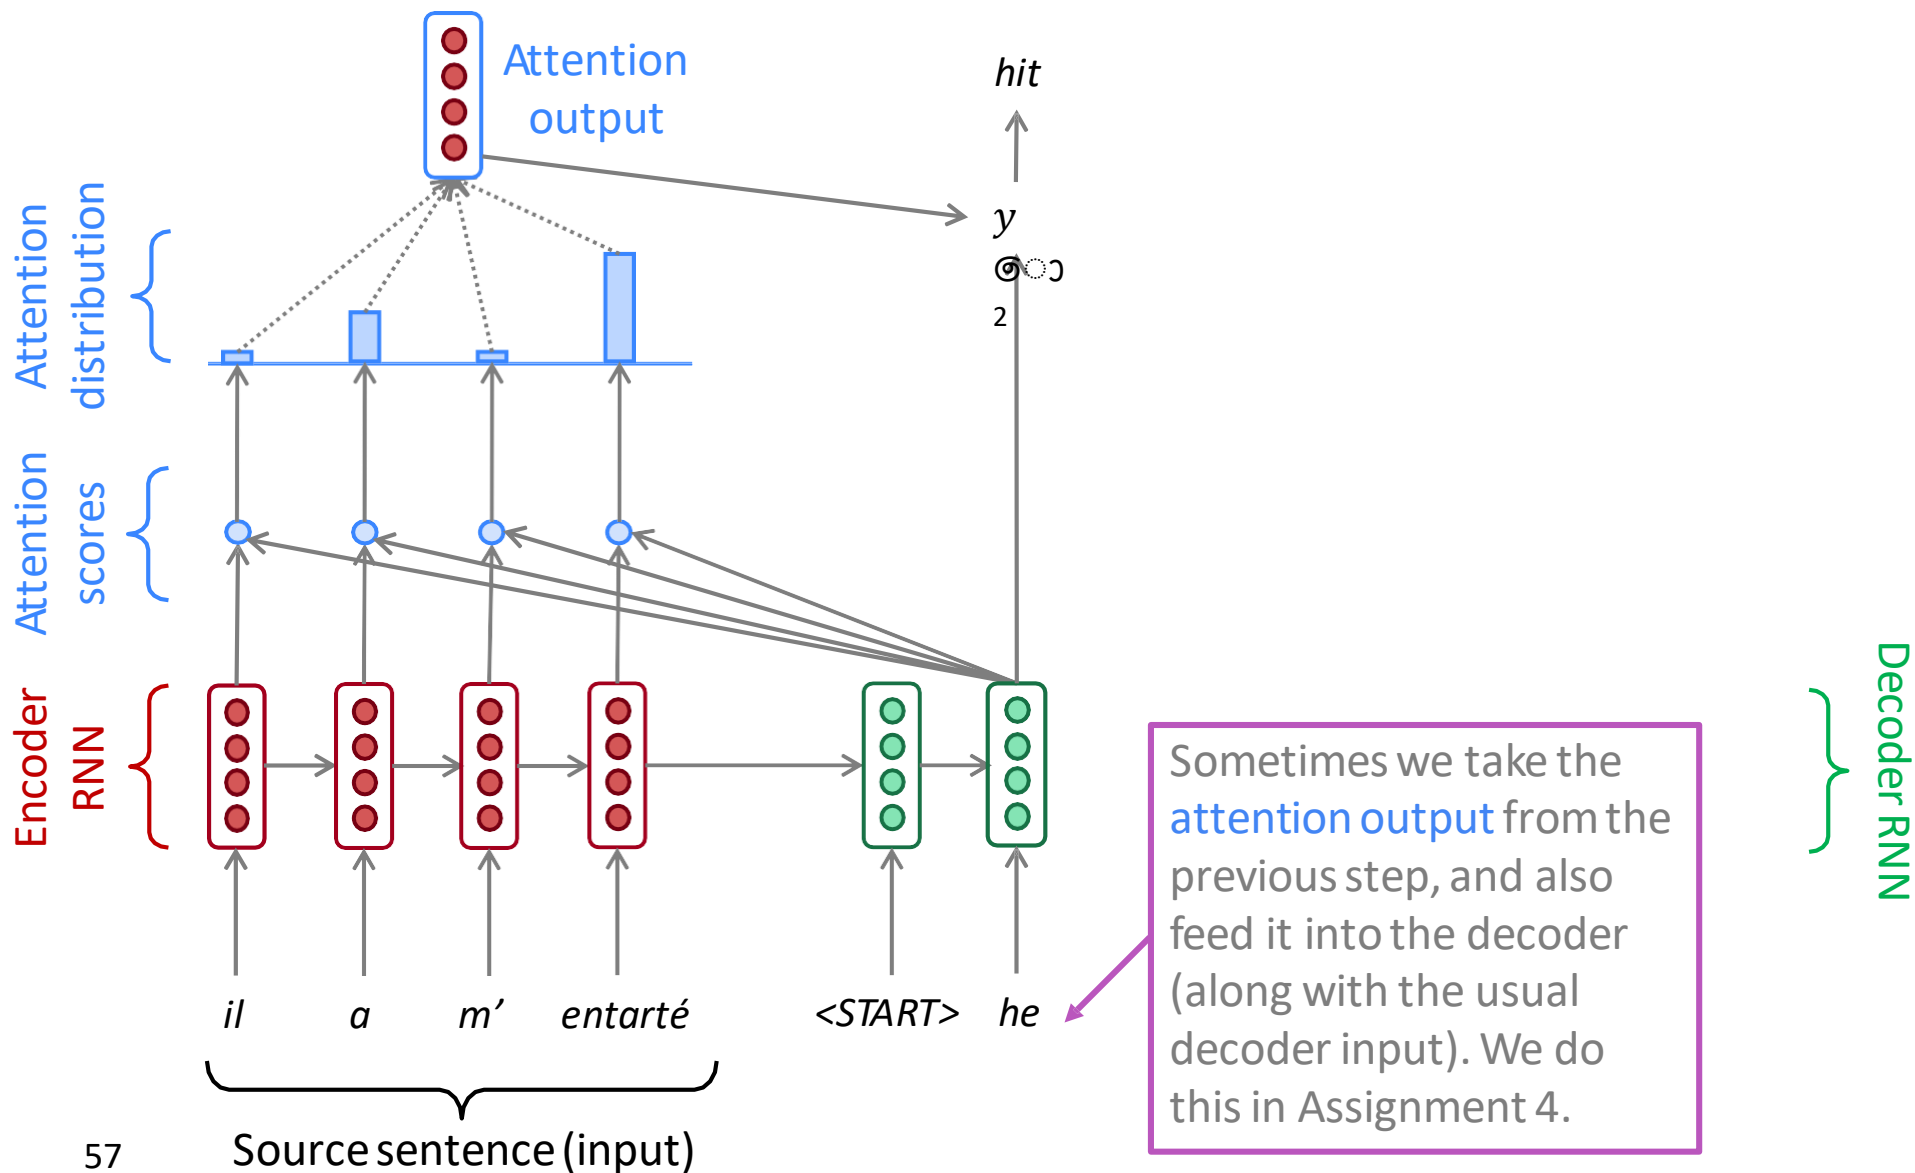 Attention
output
hit
y
2
Attention
distribution
Attention
scores
Encoder
RNN
Decoder RNN
Sometimes we take the
attention output from the
previous step, and also
feed it into the decoder
(along with the usual
decoder input). We do
this in Assignment 4.
il a m’ entarté <START> he
57 Source sentence (input)